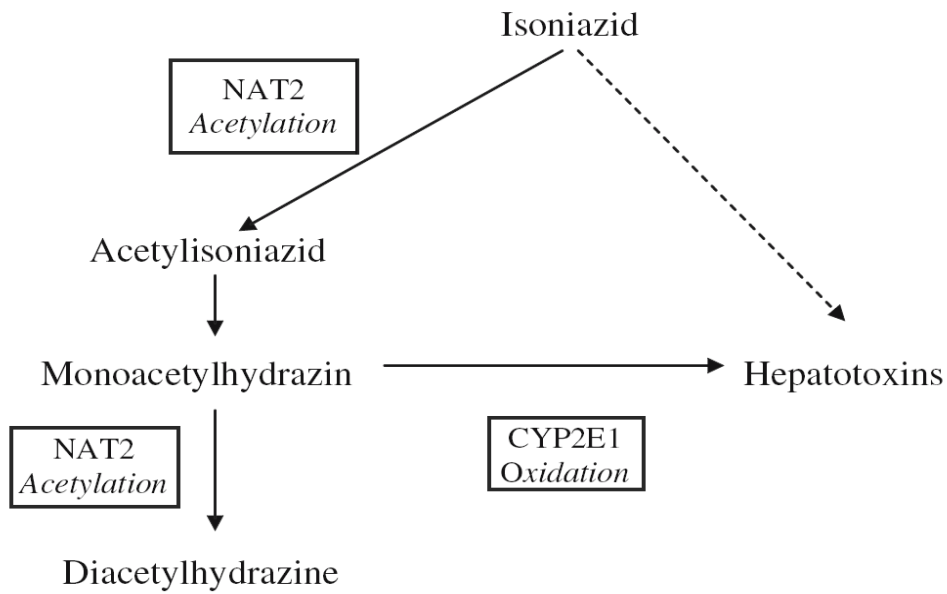 Isoniazid
NAT2
Acetylation
Acetylisoniazid
Monoacetylhydrazin
Hepatotoxins
NAT2
Acetylation
CYP2E1
Oxidation
Diacetylhydrazine